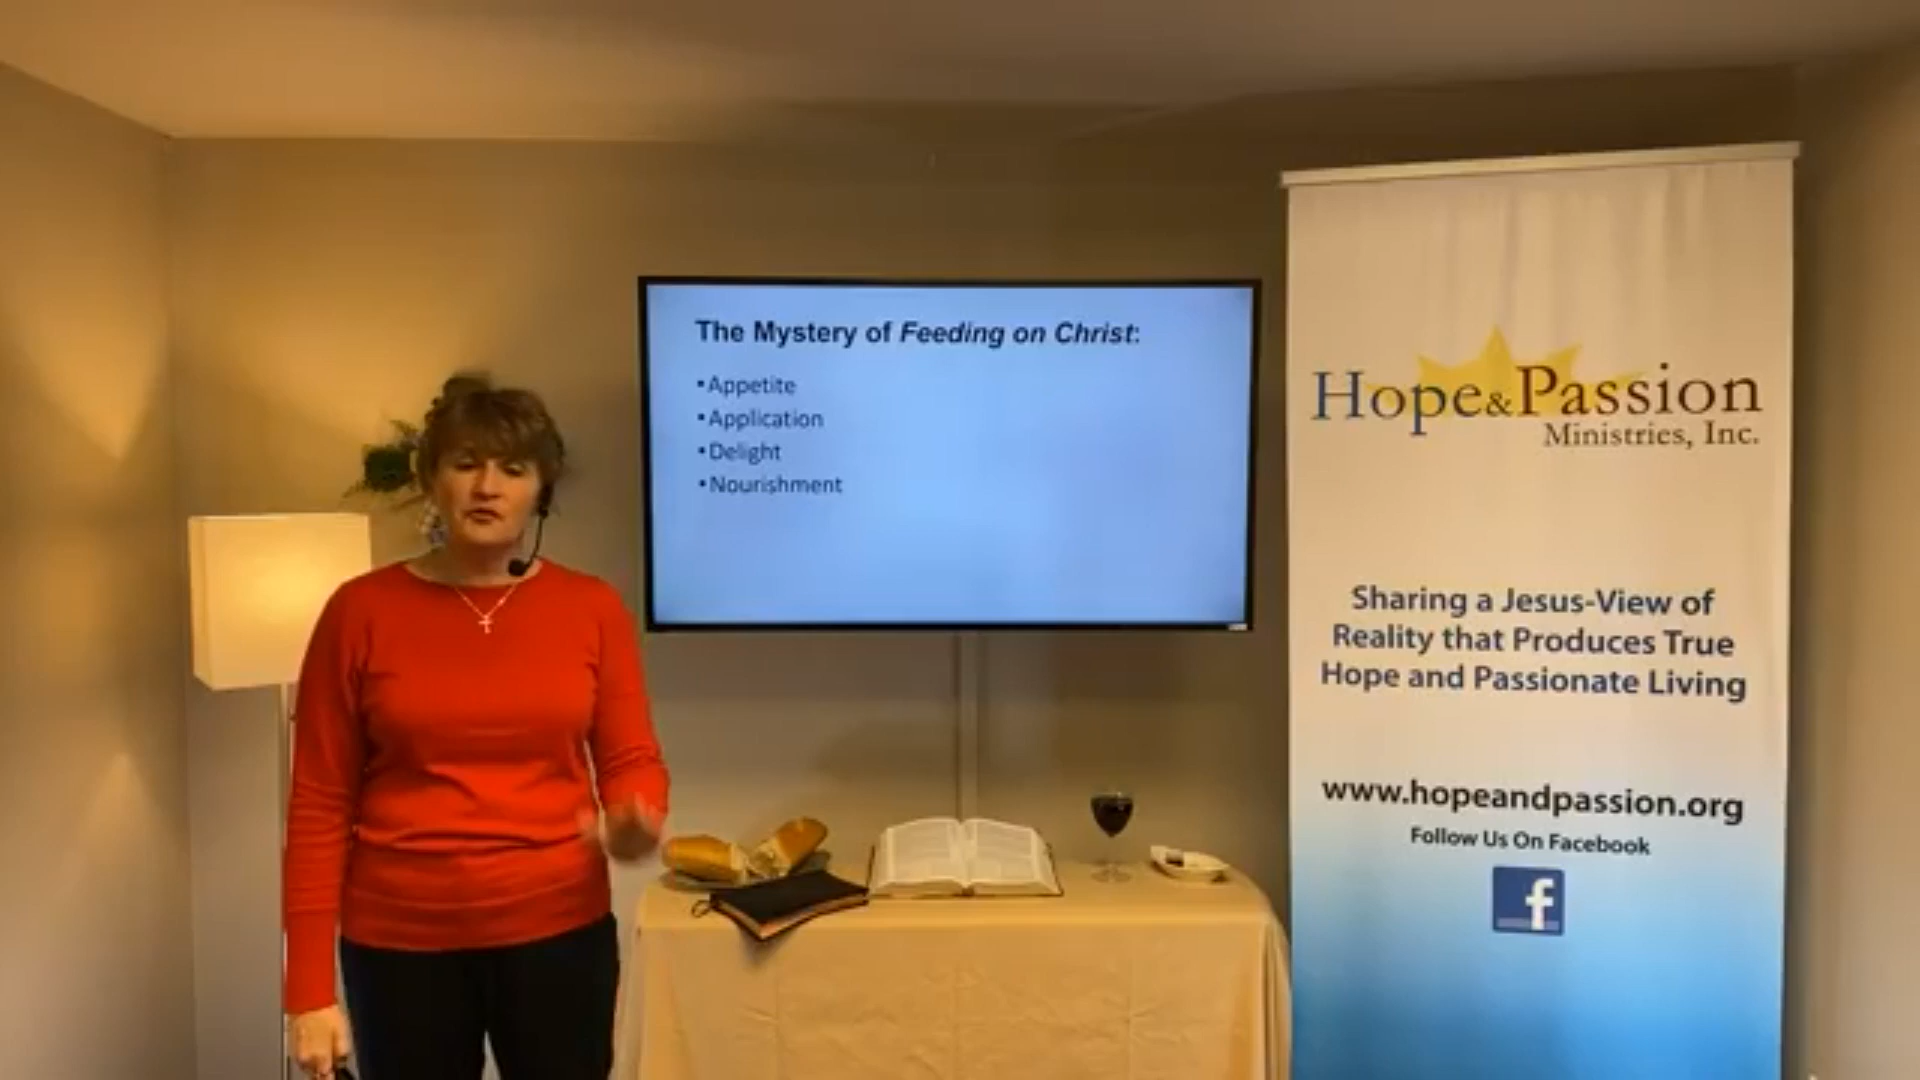 The Mystery of Feeding on Christ:
•Appetite
•Application
•Delight
•Nourishment
Hope&Passion
Ministries, Inc.
Sharing a Jesus-View of
Reality that Produces True
Hope and Passionate Living
www.hopeandpassion.org
Follow Us On Facebook
f